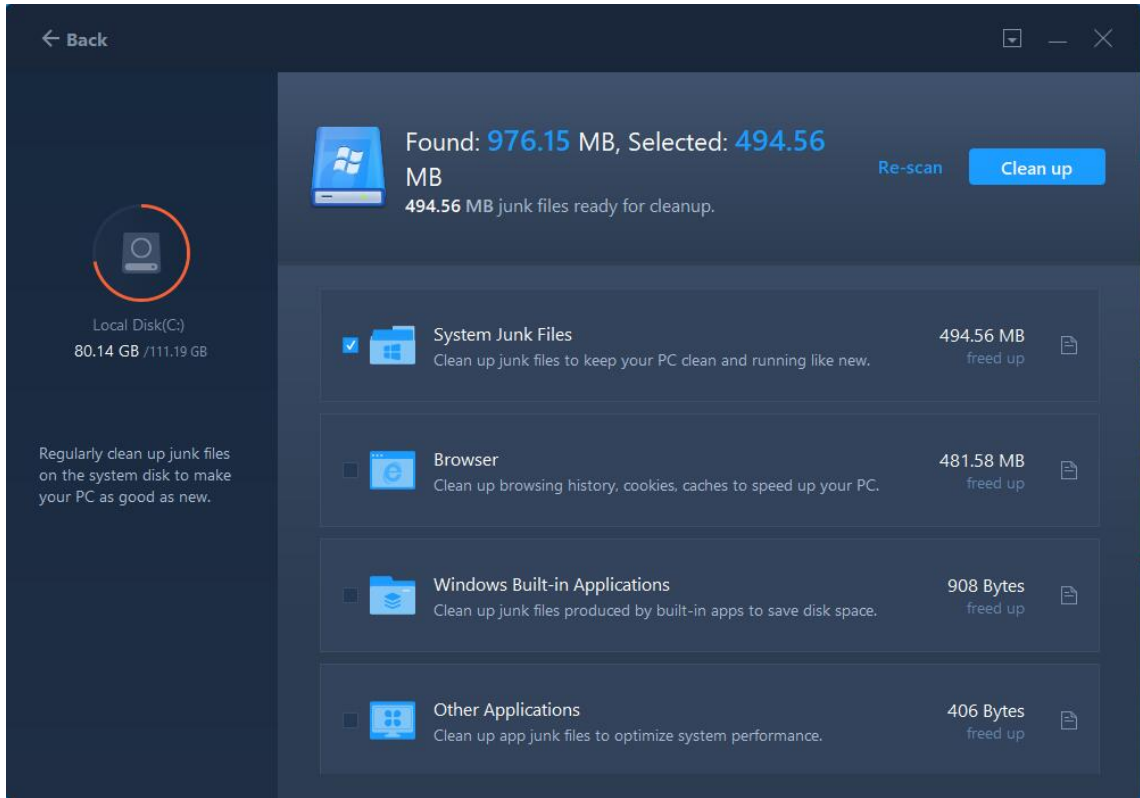 Back
Found: 976.15 MB, Selected: 494.56
MB
494.56 MB junk files ready for cleanup.
Re-scan
Clean up
Local Disk(C:)
80.14 GB /111.19 GB
Regularly clean up junk files
on the system disk to make
your PC as good as new.
System Junk Files
Clean up junk files to keep your PC clean and running like new.
494.56 MB
freed up
Browser
Clean up browsing history, cookies, caches to speed up your PC.
481.58 MB
freed up
Windows Built-in Applications
Clean up junk files produced by built-in apps to save disk space.
908 Bytes
freed up
Other Applications
Clean up app junk files to optimize system performance.
406 Bytes
freed up